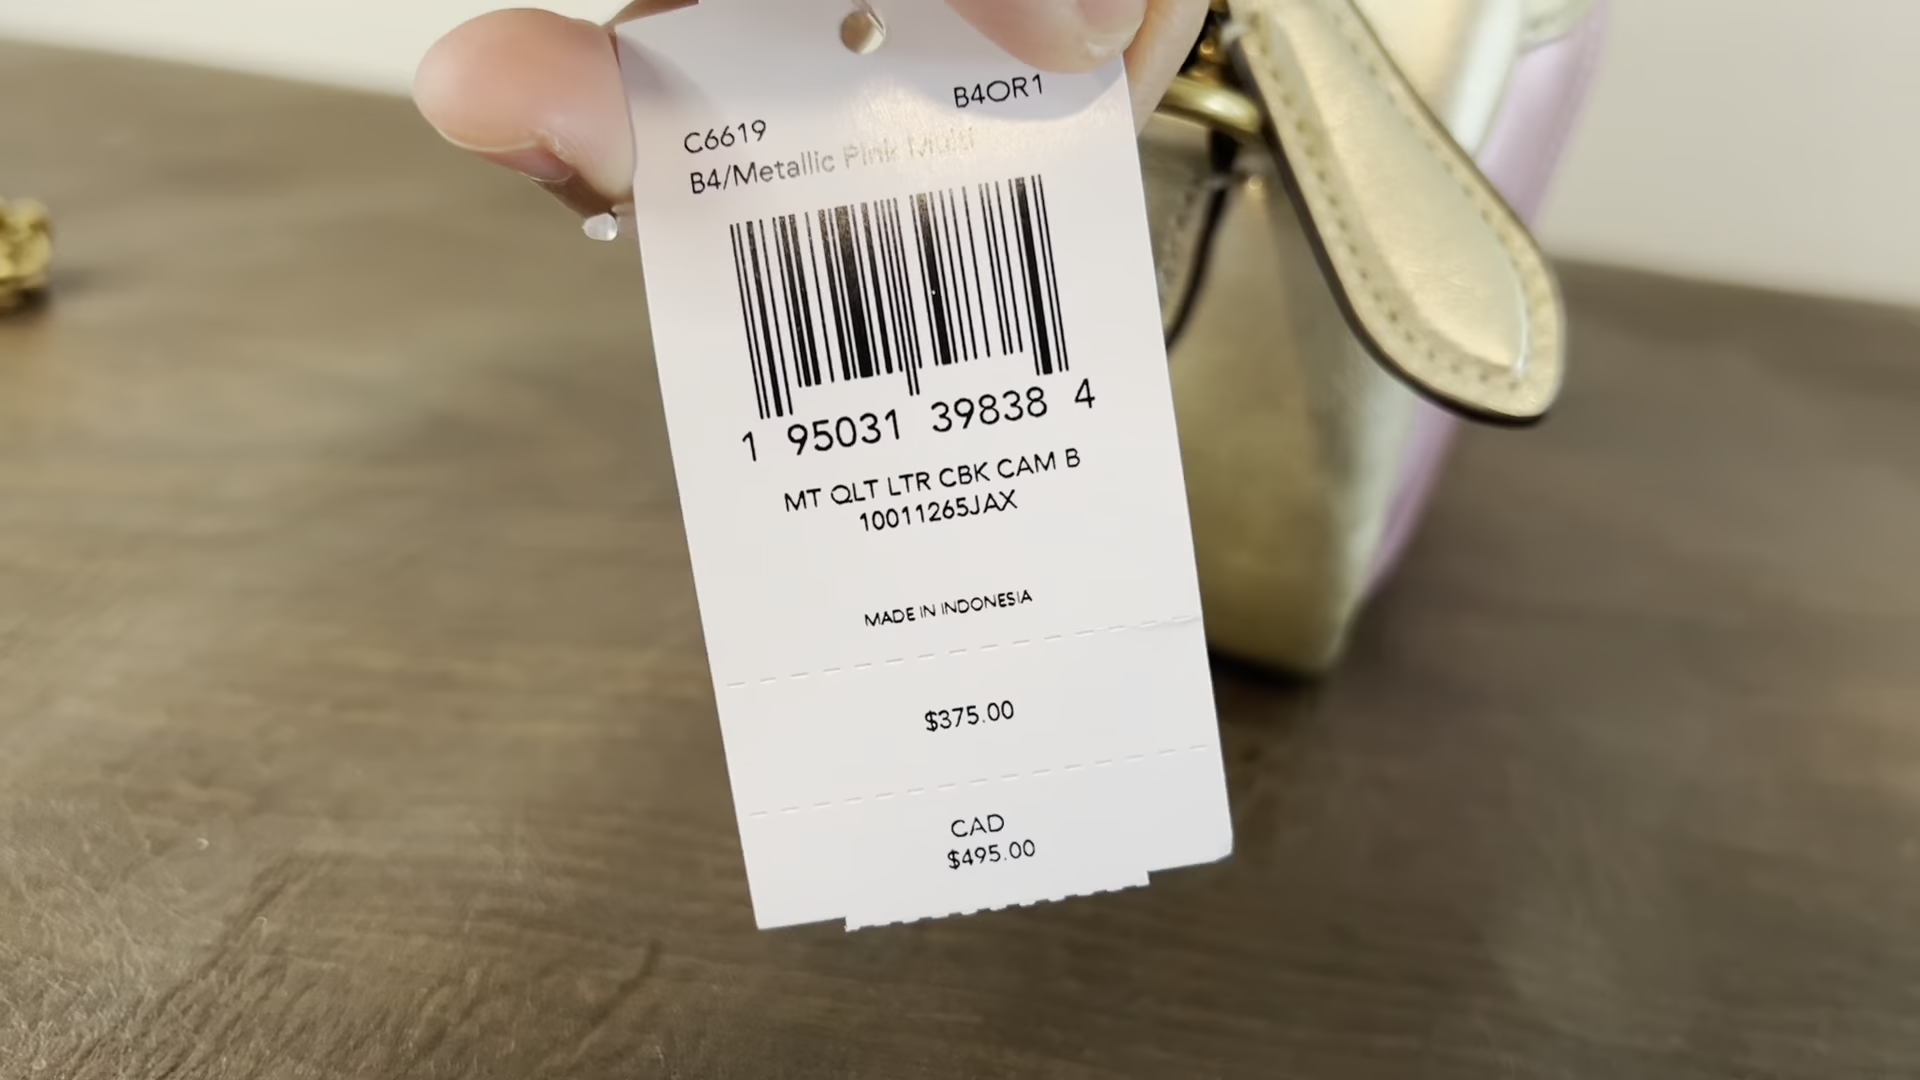 B4OR1
C6619
B4/Metallic Pink Multi
1 95031 39838 4
MT QLT LTR CBK CAM B
10011265JAX
MADE IN INDONESIA
$375.00
CAD
$495.00